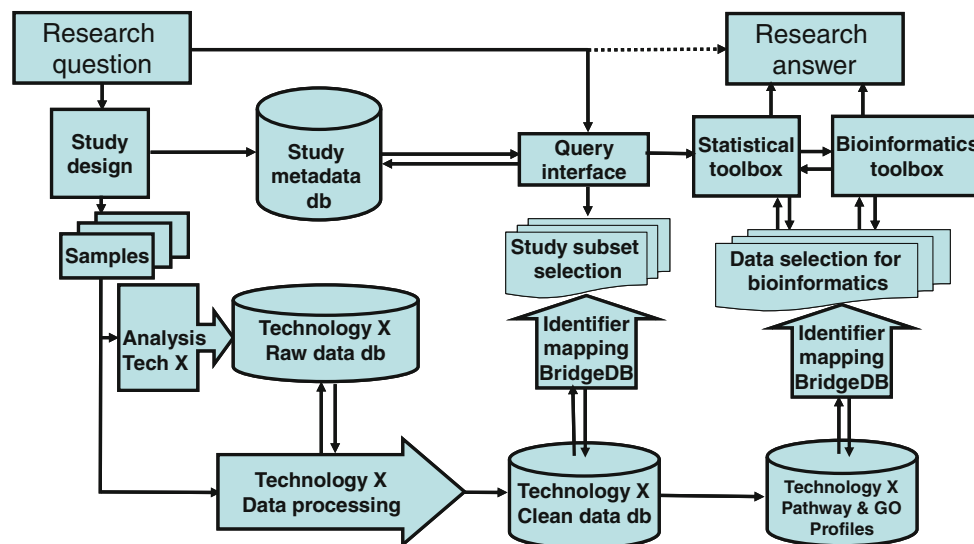 Research
question
Research
answer
Study
design
Study
metadata
db
Query
interface
Statistical
toolbox
Bioinformatics
toolbox
Samples
Study subset
selection
Data selection for
bioinformatics
Analysis
Tech X
Technology X
Raw data db
Identifier
mapping
BridgeDB
Identifier
mapping
BridgeDB
Technology X
Data processing
Technology X
Clean data db
Technology X
Pathway & GO
Profiles